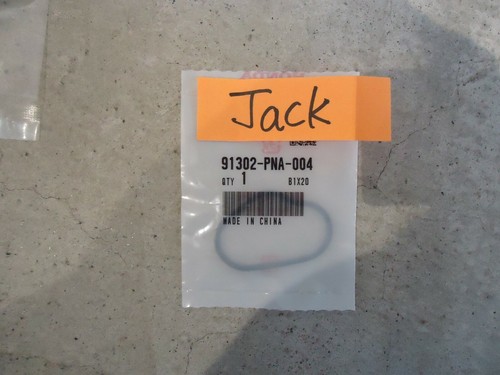 Jack
91302-PNA-004
QTY 1 B1X20
MADE IN CHINA